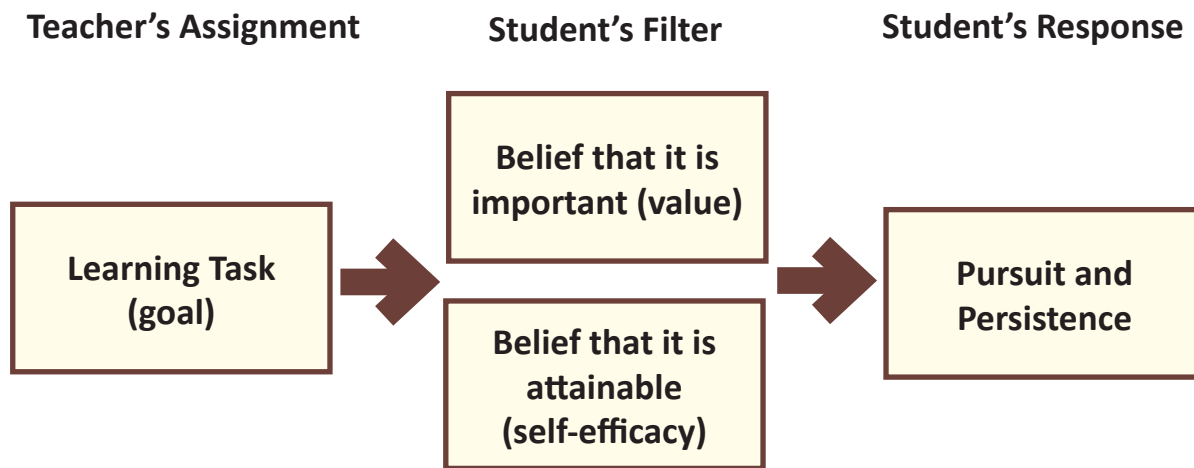 Teacher’s Assignment
Student’s Filter
Student’s Response
Learning Task
(goal)
Belief that it is
important (value)
Belief that it is
attainable
(self-efficacy)
Pursuit and
Persistence